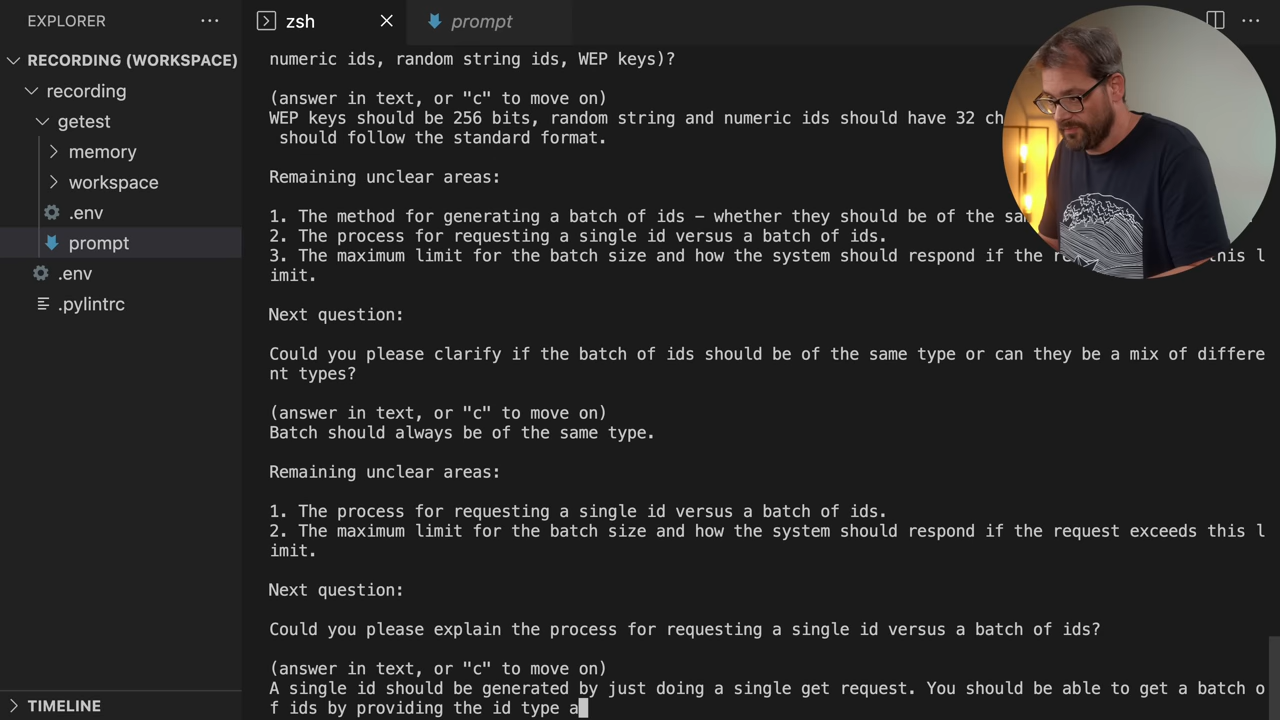 EXPLORER
RECORDING (WORKSPACE)
recording
getest
memory
workspace
.env
prompt
.env
.pylintrc
TIMELINE
zsh
prompt
numeric ids, random string ids, WEP keys)?
(answer in text, or "c" to move on)
WEP keys should be 256 bits, random string and numeric ids should have 32
should follow the standard format.
Remaining unclear areas:
1. The method for generating a batch of ids - whether they should be of the
2. The process for requesting a single id versus a batch of ids.
3. The maximum limit for the batch size and how the system should respond if the this l
imit.
Next question:
Could you please clarify if the batch of ids should be of the same type or can they be a mix of differe
nt types?
(answer in text, or "c" to move on)
Batch should always be of the same type.
Remaining unclear areas:
1. The process for requesting a single id versus a batch of ids.
2. The maximum limit for the batch size and how the system should respond if the request exceeds this l
imit.
Next question:
Could you please explain the process for requesting a single id versus a batch of ids?
(answer in text, or "c" to move on)
A single id should be generated by just doing a single get request. You should be able to get a batch o
f ids by providing the id type a